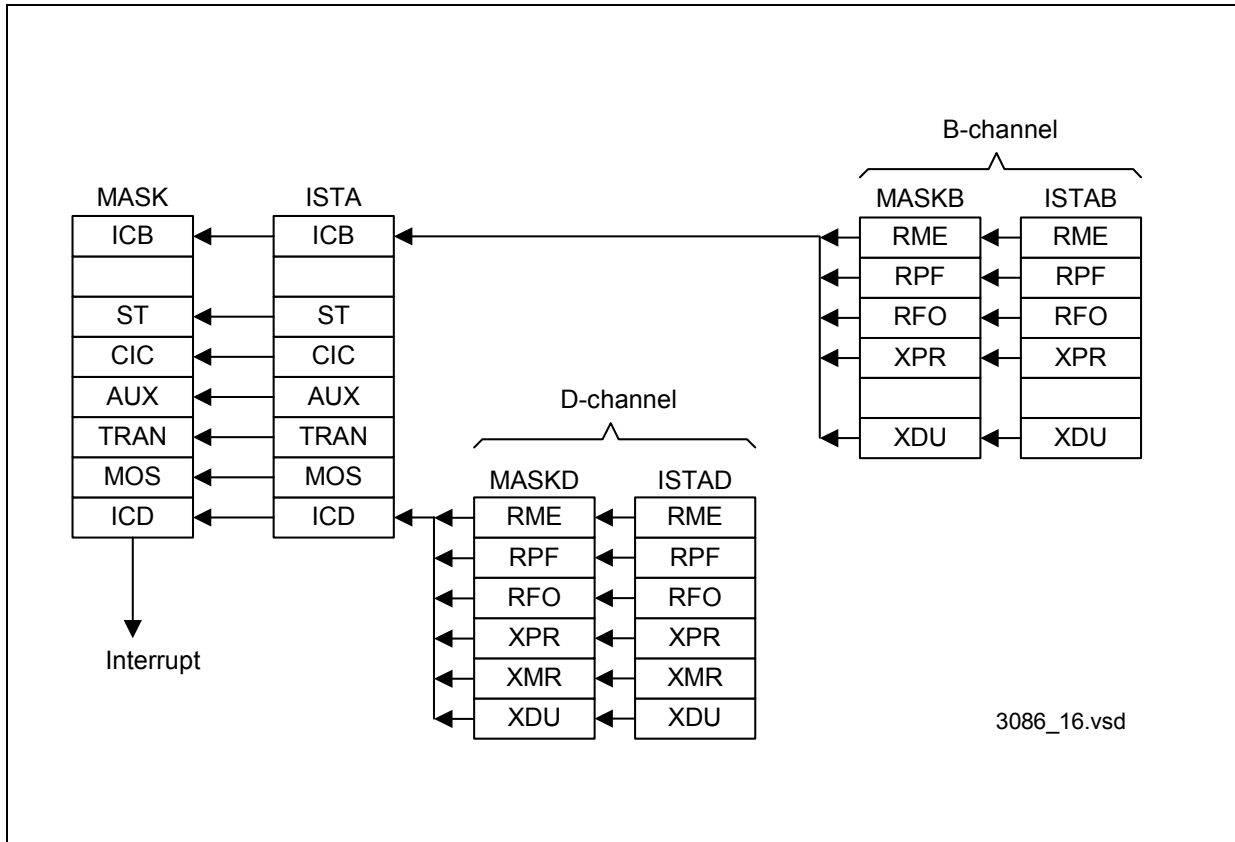 B-channel
MASK ISTA MASKB ISTAB
ICB ICB RME RME
RPF RPF
ST ST RFO RFO
CIC CIC XPR XPR
AUX AUX
D-channel
TRAN TRAN XDU XDU
MOS MOS MASKD ISTAD
ICD ICD RME RME
RPF RPF
RFO RFO
XPR XPR
Interrupt
XMR XMR
XDU XDU
3086_16.vsd